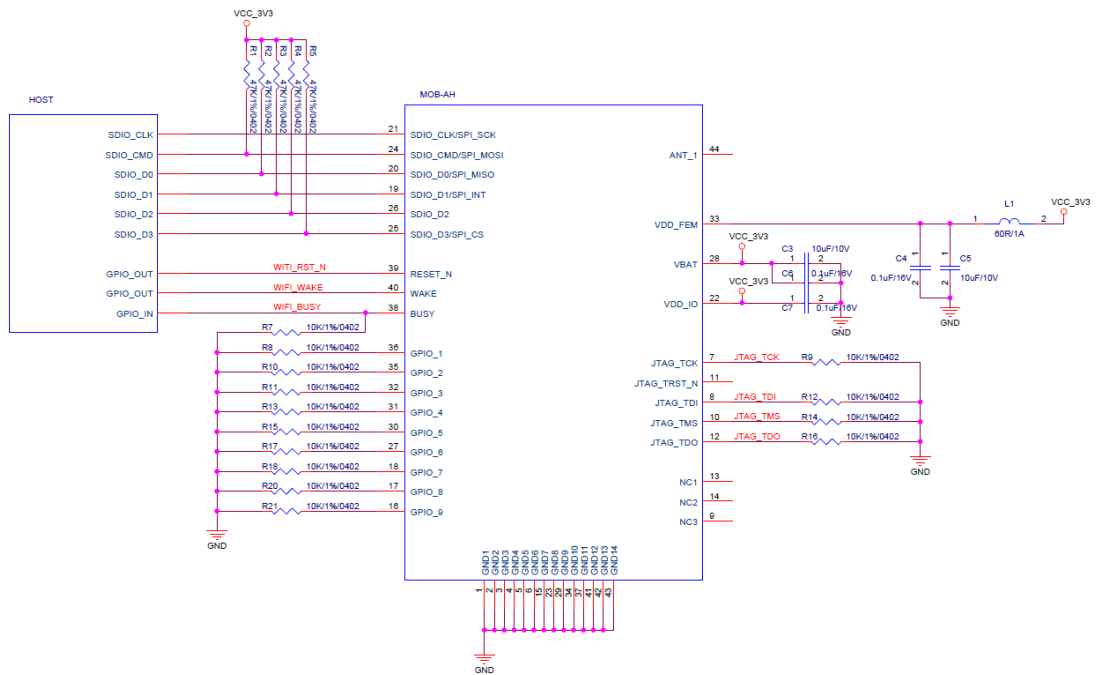 VCC_3V3
R1 R2 R3 R4 R5
47K/1%/0402 47K/1%/0402 47K/1%/0402 47K/1%/0402 47K/1%/0402
HOST
MOB-AH
SDIO_CLK 21 SDIO_CLK/SPI_SCK
SDIO_CMD 24 SDIO_CMD/SPI_MOSI
SDIO_D0 20 SDIO_D0/SPI_MISO
SDIO_D1 19 SDIO_D1/SPI_INT
SDIO_D2 26 SDIO_D2
SDIO_D3 25 SDIO_D3/SPI_CS
GPIO_OUT WITI_RST_N 39 RESET_N
GPIO_OUT WIFI_WAKE 40 WAKE
GPIO_IN WIFI_BUSY 38 BUSY
R7 10K/1%/0402
R8 10K/1%/0402 36 GPIO_1
R10 10K/1%/0402 35 GPIO_2
R11 10K/1%/0402 32 GPIO_3
R13 10K/1%/0402 31 GPIO_4
R15 10K/1%/0402 30 GPIO_5
R17 10K/1%/0402 27 GPIO_6
R18 10K/1%/0402 18 GPIO_7
R20 10K/1%/0402 17 GPIO_8
R21 10K/1%/0402 16 GPIO_9
GND
ANT_1 44
VDD_FEM 33
L1
1 2
60R/1A
VCC_3V3
C4 1 2 0.1uF/16V
C5 1 2 10uF/10V
GND
VCC_3V3
VBAT 28
C3 1 2 10uF/10V
C6 1 2 0.1uF/16V
VCC_3V3
VDD_IO 22
C7 1 2 0.1uF/16V
GND
JTAG_TCK 7 JTAG_TCK R9 10K/1%/0402
JTAG_TRST_N 11
JTAG_TDI 8 JTAG_TDI R12 10K/1%/0402
JTAG_TMS 10 JTAG_TMS R14 10K/1%/0402
JTAG_TDO 12 JTAG_TDO R16 10K/1%/0402
GND
NC1 13
NC2 14
NC3 9
GND1 GND2 GND3 GND4 GND5 GND6 GND7 GND8 GND9 GND10 GND11 GND12 GND13 GND14
1 2 3 4 5 6 15 23 29 34 37 41 42 43
GND